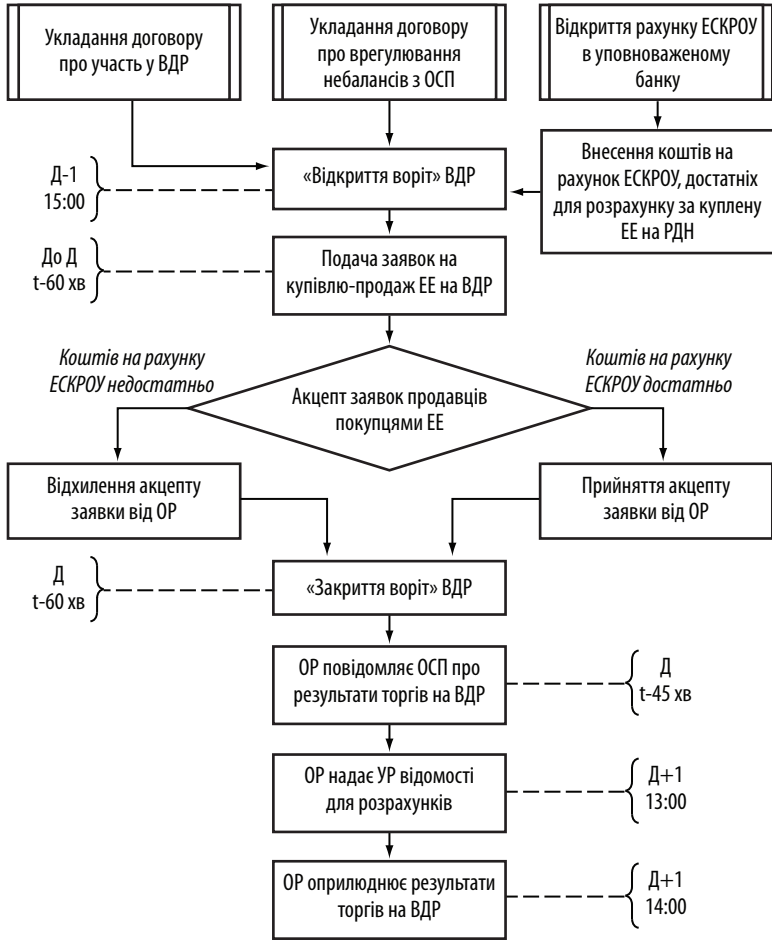 Укладання договору
про участь у ВДР
Укладання договору
про врегулювання
небалансів з ОСП
Відкриття рахунку ЕСКРОУ
в уповноваженому
банку
Д-1
15:00
«Відкриття воріт» ВДР
Внесення коштів на
рахунок ЕСКРОУ, достатніх
для розрахунку за куплену
ЕЕ на РДН
До Д
t-60 хв
Подача заявок на
купівлю-продаж ЕЕ на ВДР
Коштів на рахунку
ЕСКРОУ недостатньо
Акцепт заявок продавців
покупцями ЕЕ
Коштів на рахунку
ЕСКРОУ достатньо
Відхилення акцепту
заявки від ОР
Прийняття акцепту
заявки від ОР
Д
t-60 хв
«Закриття воріт» ВДР
ОР повідомляє ОСП про
результати торгів на ВДР
Д
t-45 хв
ОР надає УР відомості
для розрахунків
Д+1
13:00
ОР оприлюднює результати
торгів на ВДР
Д+1
14:00